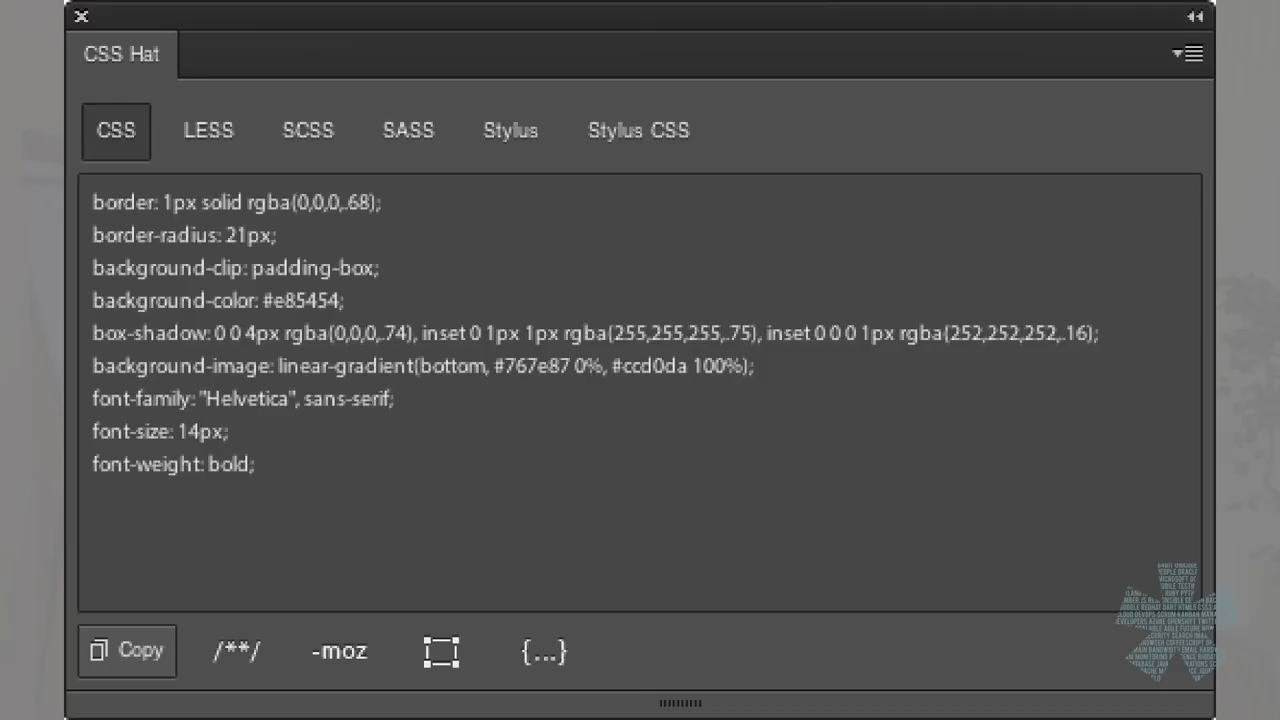 CSS Hat
CSS LESS SCSS SASS Stylus Stylus CSS
border: 1px solid rgba(0,0,0,.68);
border-radius: 21px;
background-clip: padding-box;
background-color: #e85454;
box-shadow: 0 0 4px rgba(0,0,0,.74), inset 0 1px 1px rgba(255,255,255,.75), inset 0 0 0 1px rgba(252,252,252,.16);
background-image: linear-gradient(bottom, #767e87 0%, #ccd0da 100%);
font-family: "Helvetica", sans-serif;
font-size: 14px;
font-weight: bold;
Copy /**/ -moz {...}